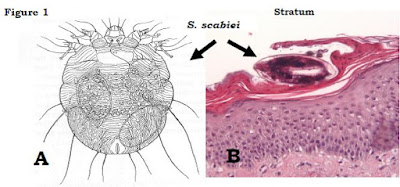 Figure 1
S. scabiei
Stratum
A
B